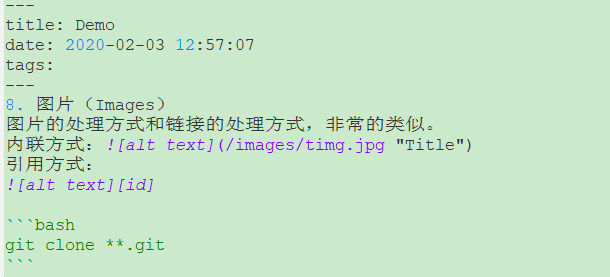 ---
title: Demo
date: 2020-02-03 12:57:07
tags:
---
8. 图片（Images）
图片的处理方式和链接的处理方式，非常的类似。
内联方式：![alt text](/images/timg.jpg "Title")
引用方式：
![alt text][id]

```bash
git clone **.git
```